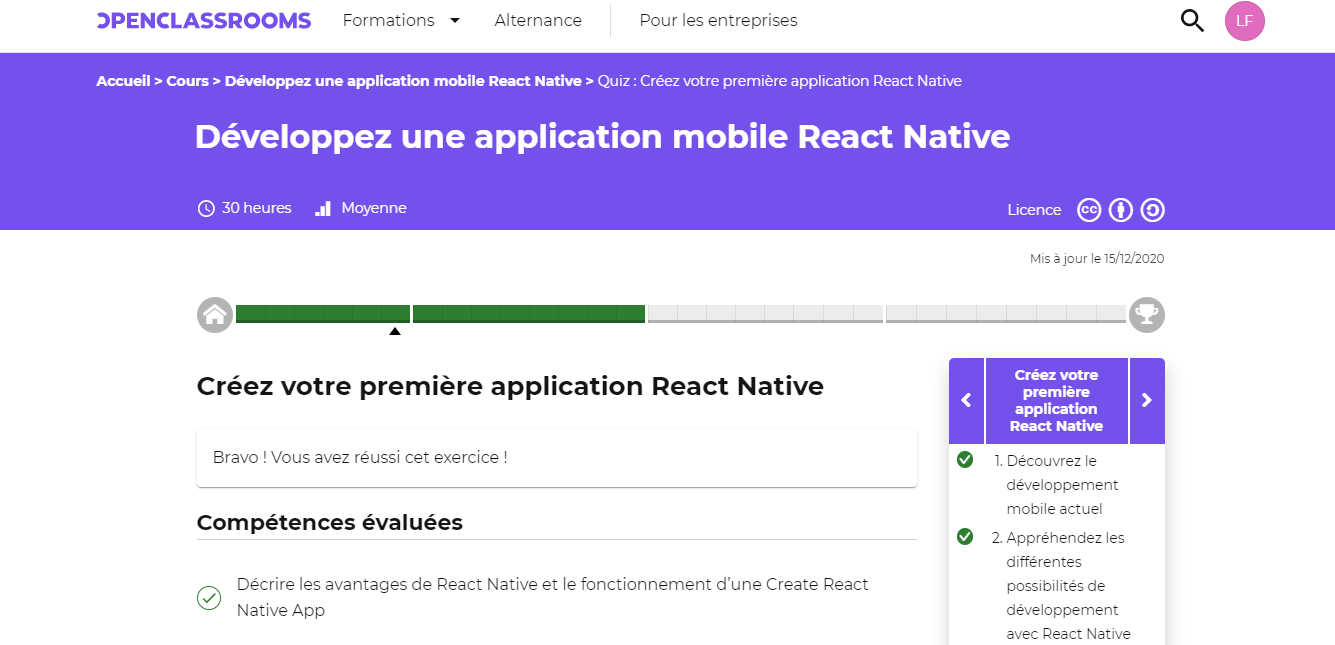 OPENCLASSROOMS Formations Alternance Pour les entreprises LF
Accueil > Cours > Développez une application mobile React Native > Quiz : Créez votre première application React Native
Développez une application mobile React Native
30 heures Moyenne Licence cc
Mis à jour le 15/12/2020
Créez votre première application React Native
Bravo ! Vous avez réussi cet exercice !
Compétences évaluées
Décrire les avantages de React Native et le fonctionnement d'une Create React
Native App
Créez votre
première
application
React Native
1. Découvrez le
développement
mobile actuel
2. Appréhendez les
différentes
possibilités de
développement
avec React Native